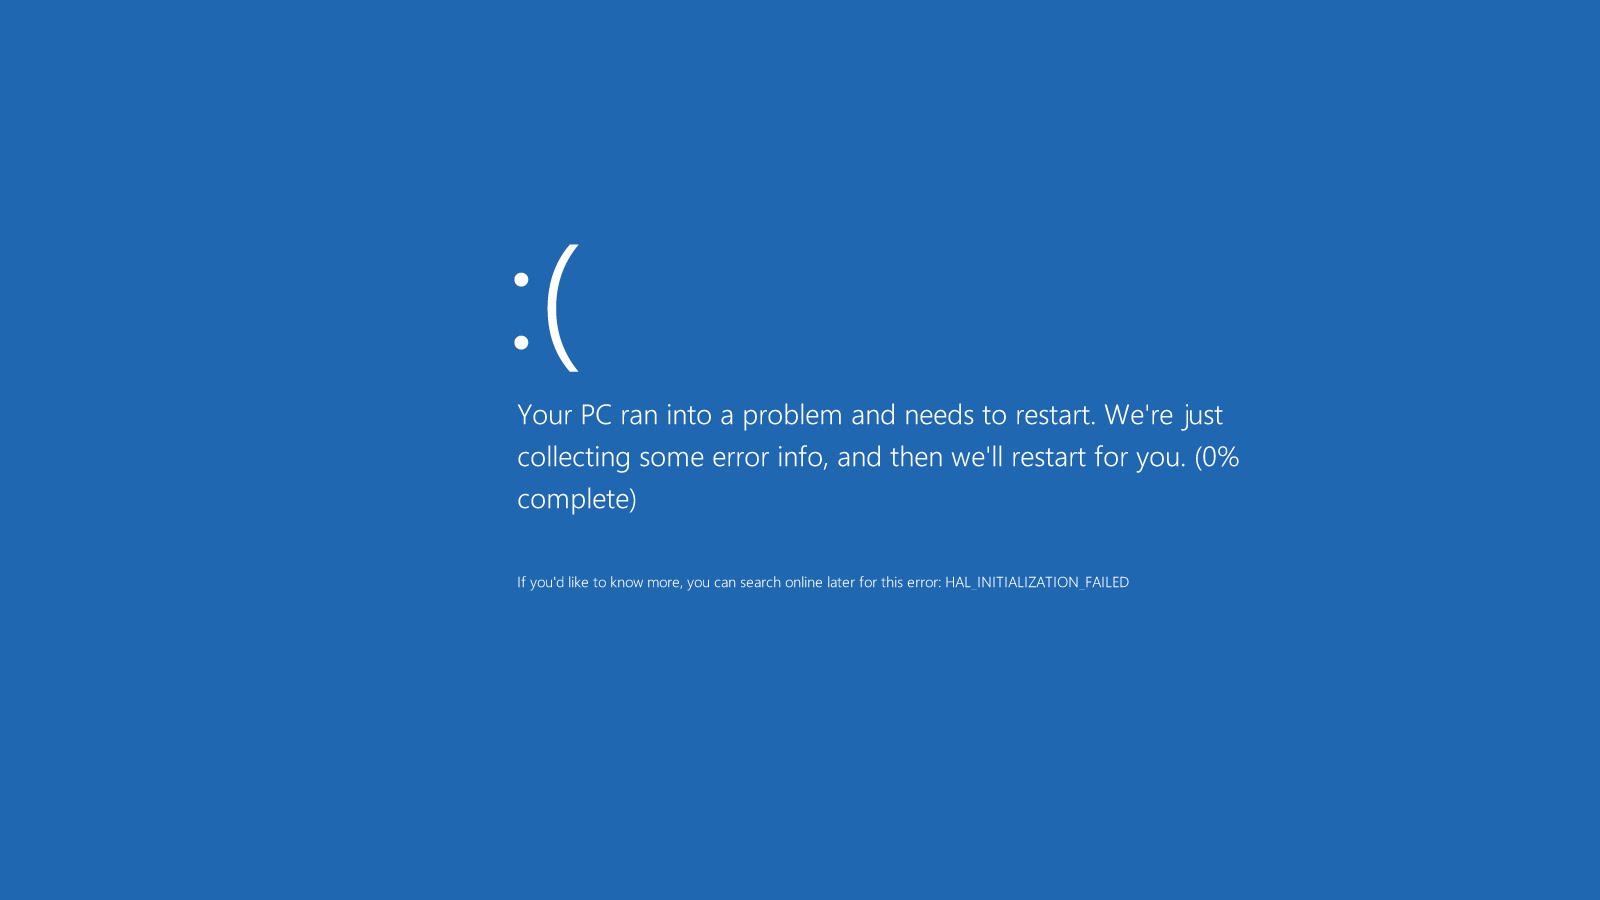 :(
Your PC ran into a problem and needs to restart. We're just
collecting some error info, and then we'll restart for you. (0%
complete)
If you'd like to know more, you can search online later for this error: HAL_INITIALIZATION_FAILED